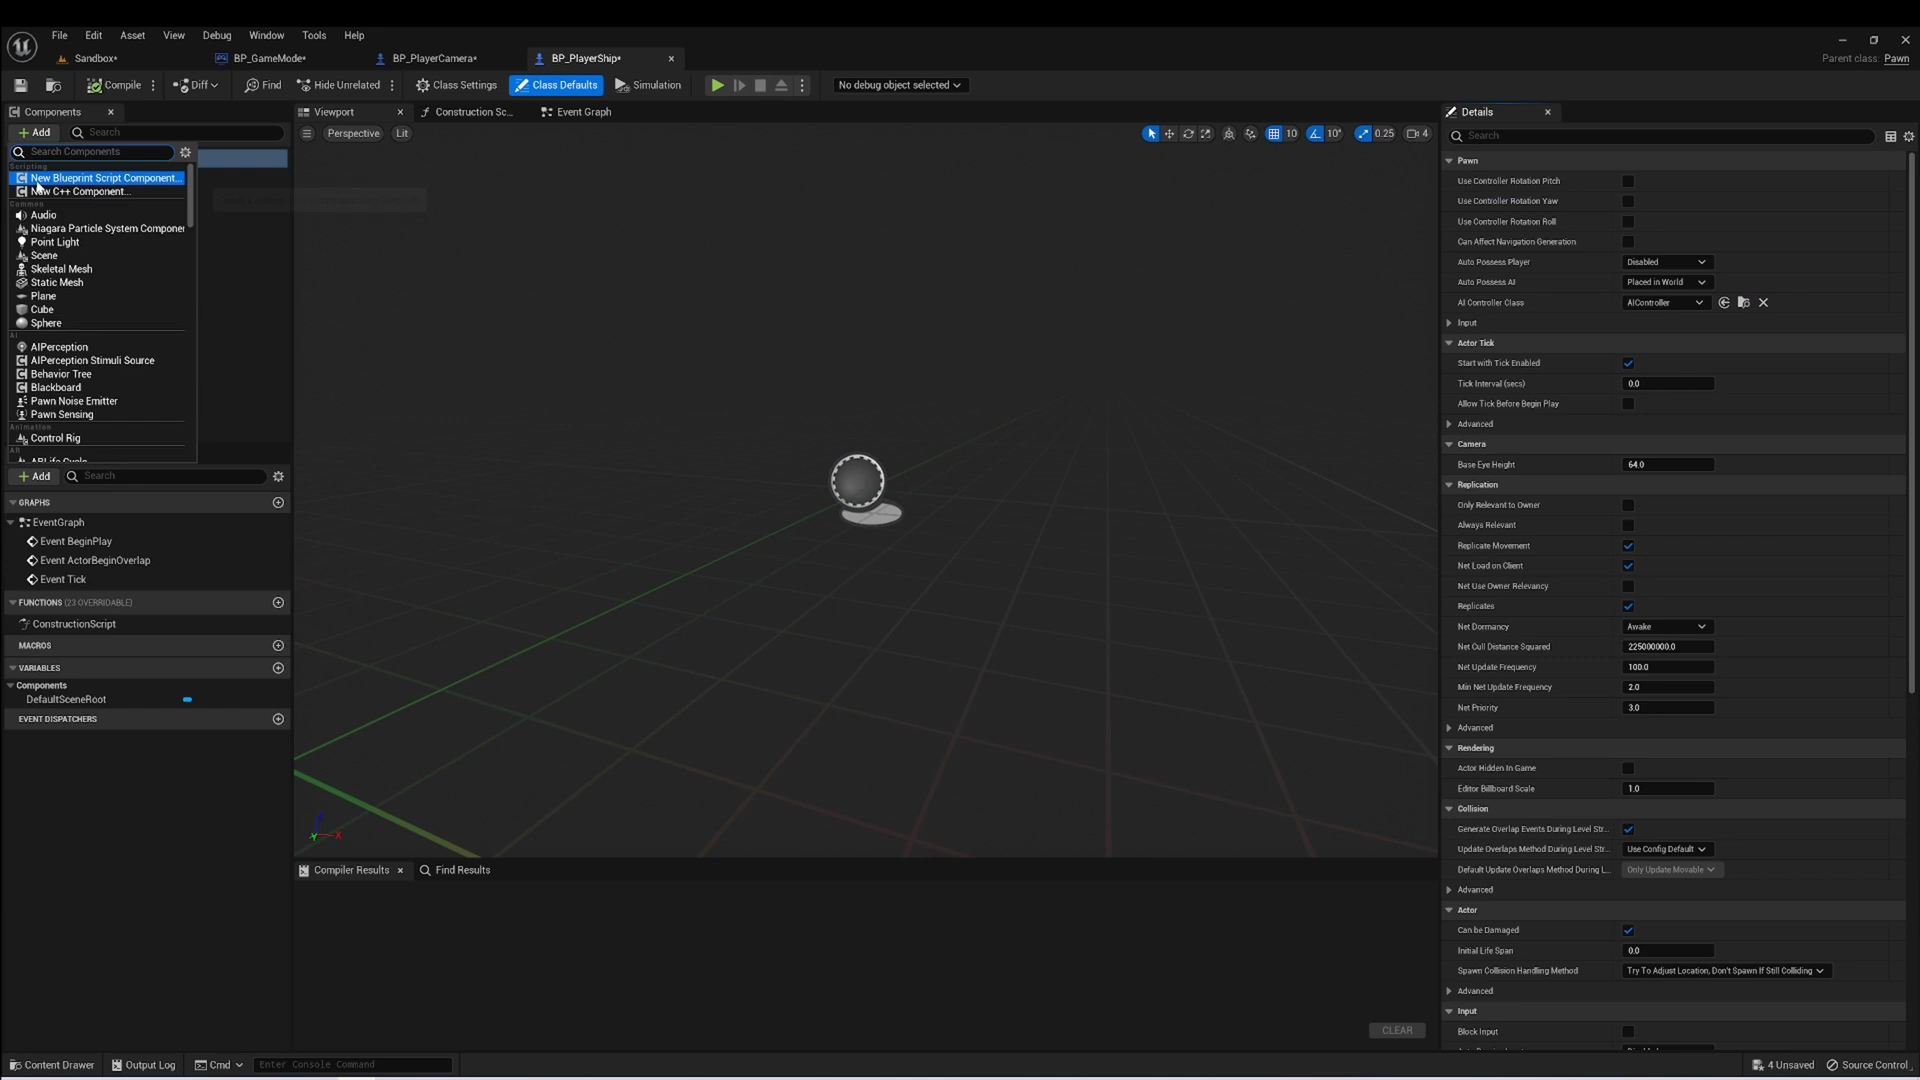 File Edit Asset View Debug Window Tools Help
Sandbox* BP_GameMode* BP_PlayerCamera* BP_PlayerShip*
Parent class: Pawn
Compile Diff Find Hide Unrelated Class Settings Class Defaults Simulation No debug object selected
Components
Add Search
Search Components
Scripting
New Blueprint Script Component...
New C++ Component...
Common
Audio
Niagara Particle System Componen
Point Light
Scene
Skeletal Mesh
Static Mesh
Plane
Cube
Sphere
AI
AIPerception
AIPerception Stimuli Source
Behavior Tree
Blackboard
Pawn Noise Emitter
Pawn Sensing
Animation
Control Rig
AR
Add Search
GRAPHS
EventGraph
Event BeginPlay
Event ActorBeginOverlap
Event Tick
FUNCTIONS (23 OVERRIDABLE)
ConstructionScript
MACROS
VARIABLES
Components
DefaultSceneRoot
EVENT DISPATCHERS
Viewport Construction Sc... Event Graph
Perspective Lit
10 10° 0.25 4
X
Compiler Results Find Results
CLEAR
Details
Search
Pawn
Use Controller Rotation Pitch
Use Controller Rotation Yaw
Use Controller Rotation Roll
Can Affect Navigation Generation
Auto Possess Player Disabled
Auto Possess AI Placed in World
AI Controller Class AIController
Input
Actor Tick
Start with Tick Enabled
Tick Interval (secs) 0.0
Allow Tick Before Begin Play
Advanced
Camera
Base Eye Height 64.0
Replication
Only Relevant to Owner
Always Relevant
Replicate Movement
Net Load on Client
Net Use Owner Relevancy
Replicates
Net Dormancy Awake
Net Cull Distance Squared 225000000.0
Net Update Frequency 100.0
Min Net Update Frequency 2.0
Net Priority 3.0
Advanced
Rendering
Actor Hidden In Game
Editor Billboard Scale 1.0
Collision
Generate Overlap Events During Level Str...
Update Overlaps Method During Level Str... Use Config Default
Default Update Overlaps Method During L... Only Update Movable
Advanced
Actor
Can be Damaged
Initial Life Span 0.0
Spawn Collision Handling Method Try To Adjust Location, Don't Spawn If Still Colliding
Advanced
Input
Block Input
Content Drawer Output Log Cmd Enter Console Command 4 Unsaved Source Control